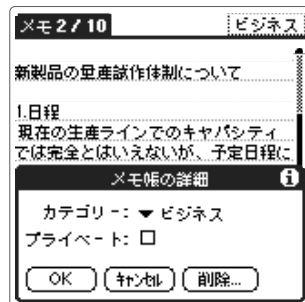 メモ 2 / 10
ビジネス
新製品の量産試作体制について
1.日程
現在の生産ラインでのキャパシティ
では完全とはいえないが、予定日程に
メモ帳の詳細
カテゴリー: ▼ ビジネス
プライベート:
OK
キャンセル
削除...